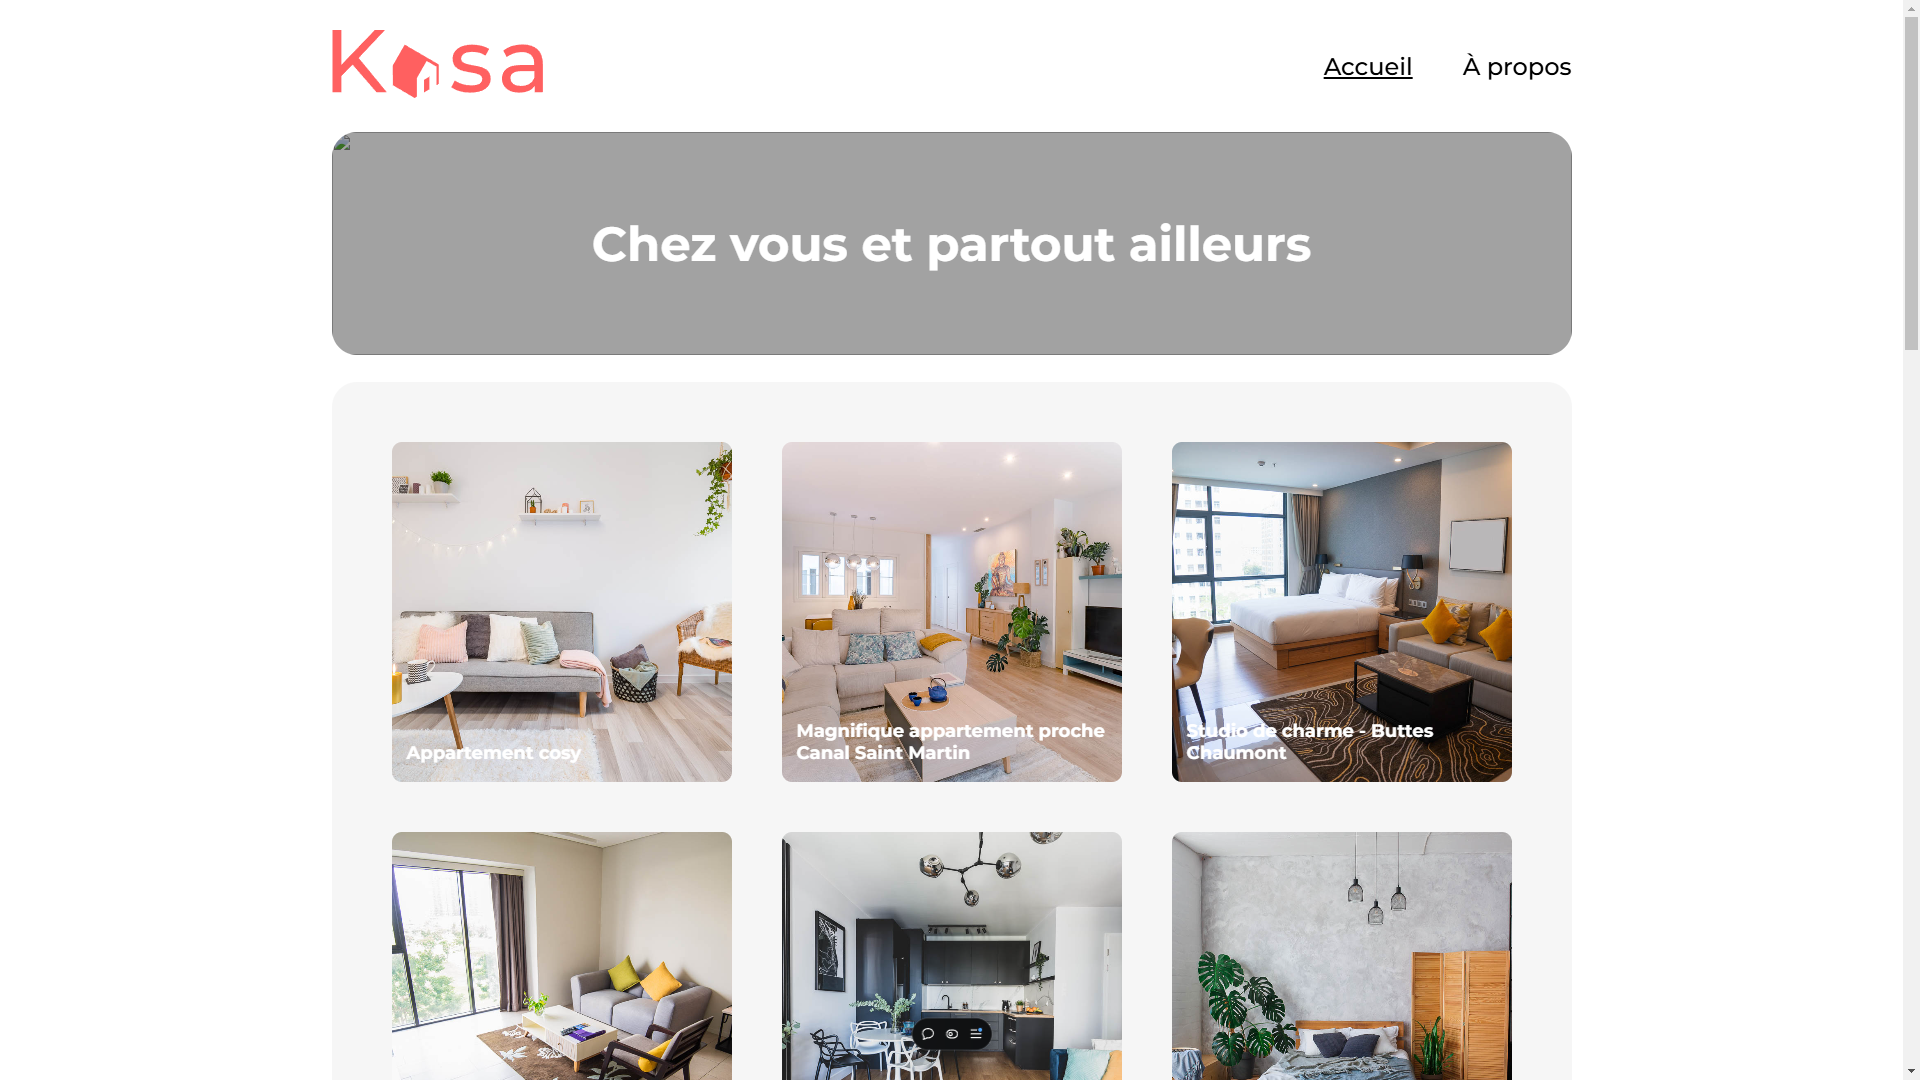 Kasa
Accueil
À propos
Chez vous et partout ailleurs
Appartement cosy
Magnifique appartement proche
Canal Saint Martin
Studio de charme - Buttes
Chaumont